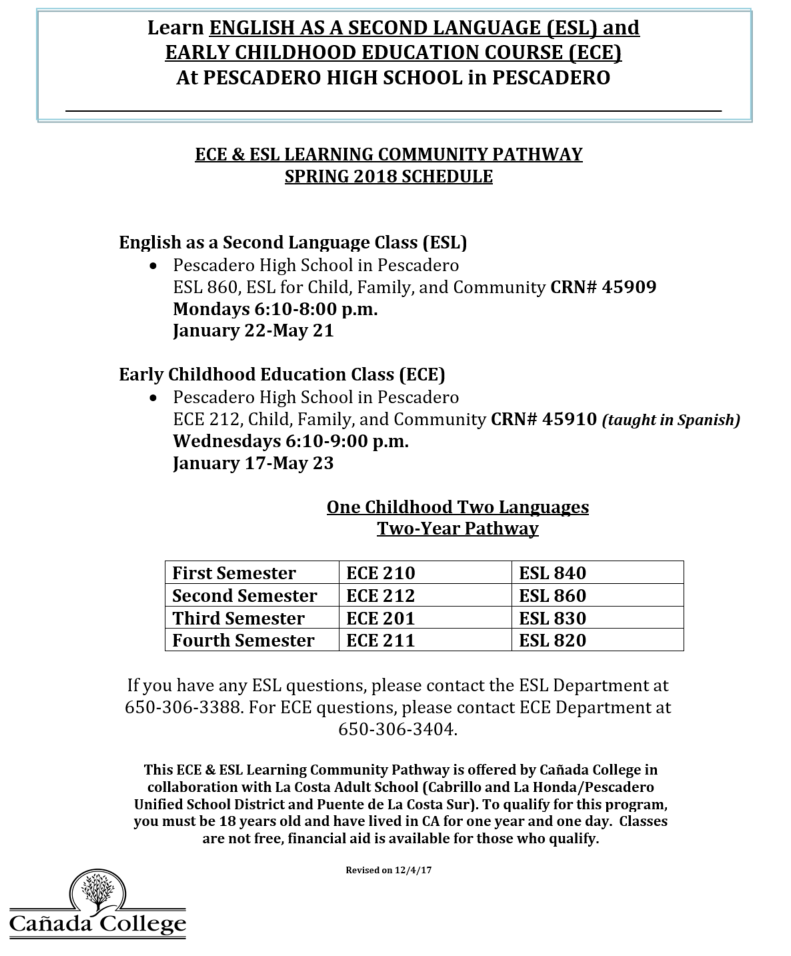 Learn ENGLISH AS A SECOND LANGUAGE (ESL) and
EARLY CHILDHOOD EDUCATION COURSE (ECE)
At PESCADERO HIGH SCHOOL in PESCADERO
ECE & ESL LEARNING COMMUNITY PATHWAY
SPRING 2018 SCHEDULE
English as a Second Language Class (ESL)
• Pescadero High School in Pescadero
ESL 860, ESL for Child, Family, and Community CRN# 45909
Mondays 6:10-8:00 p.m.
January 22-May 21
Early Childhood Education Class (ECE)
• Pescadero High School in Pescadero
ECE 212, Child, Family, and Community CRN# 45910 (taught in Spanish)
Wednesdays 6:10-9:00 p.m.
January 17-May 23
One Childhood Two Languages
Two-Year Pathway
First Semester ECE 210 ESL 840
Second Semester ECE 212 ESL 860
Third Semester ECE 201 ESL 830
Fourth Semester ECE 211 ESL 820
If you have any ESL questions, please contact the ESL Department at
650-306-3388. For ECE questions, please contact ECE Department at
650-306-3404.
This ECE & ESL Learning Community Pathway is offered by Cañada College in
collaboration with La Costa Adult School (Cabrillo and La Honda/Pescadero
Unified School District and Puente de La Costa Sur). To qualify for this program,
you must be 18 years old and have lived in CA for one year and one day. Classes
are not free, financial aid is available for those who qualify.
Revised on 12/4/17
Cañada College